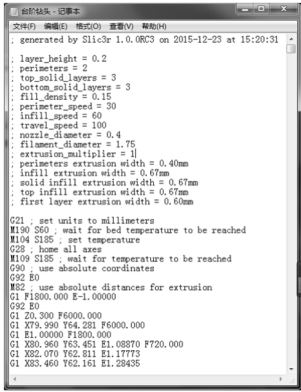 台阶钻头 - 记事本
文件(F) 编辑(E) 格式(O) 查看(V) 帮助(H)
; generated by Slic3r 1.0.0RC3 on 2015-12-23 at 15:20:31
; layer_height = 0.2
; perimeters = 2
; top_solid_layers = 3
; bottom_solid_layers = 3
; fill_density = 0.15
; perimeter_speed = 30
; infill_speed = 60
; travel_speed = 100
; nozzle_diameter = 0.4
; filament_diameter = 1.75
; extrusion_multiplier = 1
; perimeters extrusion width = 0.40mm
; infill extrusion width = 0.67mm
; solid infill extrusion width = 0.67mm
; top infill extrusion width = 0.67mm
; first layer extrusion width = 0.60mm
G21 ; set units to millimeters
M190 S60 ; wait for bed temperature to be reached
M104 S185 ; set temperature
G28 ; home all axes
M109 S185 ; wait for temperature to be reached
G90 ; use absolute coordinates
G92 E0
M82 ; use absolute distances for extrusion
G1 F1800.000 E-1.00000
G92 E0
G1 Z0.300 F6000.000
G1 X79.990 Y64.281 F6000.000
G1 E1.00000 F1800.000
G1 X80.960 Y63.451 E1.08870 F720.000
G1 X82.070 Y62.811 E1.17773
G1 X83.460 Y62.161 E1.28435